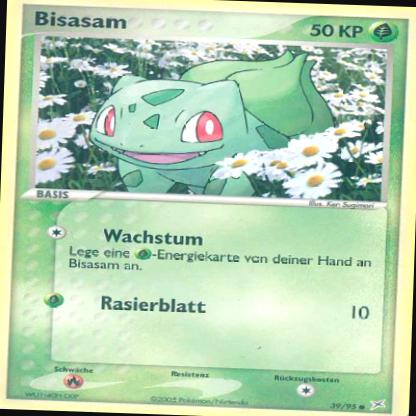 Bisasam 50 KP
BASIS
Illus. Ken Sugimori
Wachstum
Lege eine -Energiekarte von deiner Hand an
Bisasam an.
Rasierblatt 10
Schwäche Resistenz Rückzugskosten
©2005 Pokémon/Nintendo 39/95